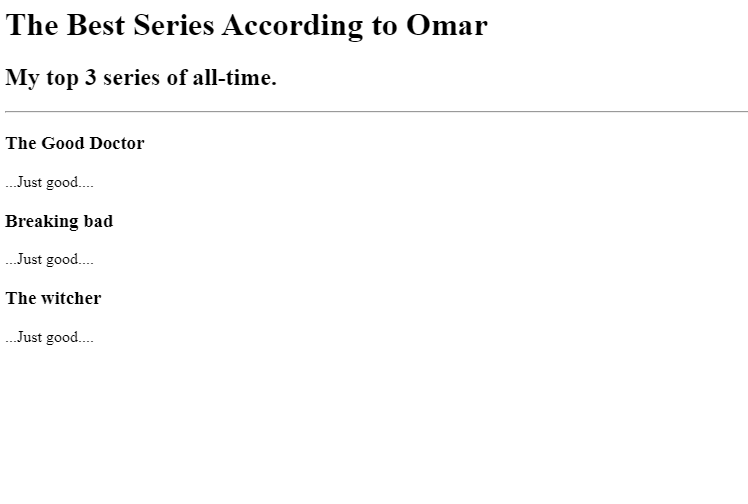 The Best Series According to Omar
My top 3 series of all-time.
The Good Doctor
...Just good....
Breaking bad
...Just good....
The witcher
...Just good....